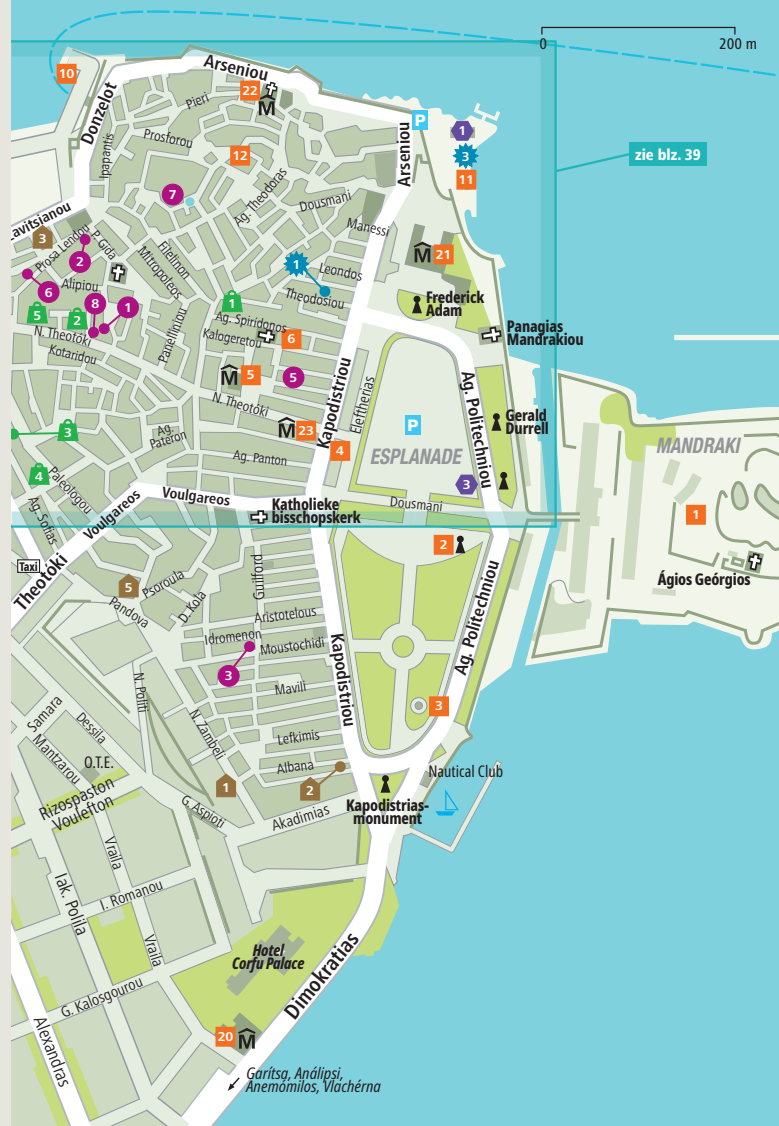 0 200 m
zie blz. 39
10
Arseniou
22
M
Pieri
Donzelot
P
1
3
11
Prosforou
12
Ipapantis
Arseniou
7
Ag. Theodoras
Dousmani
Manessi
Lavitsianou
3
Prosa Lendou
P. Gida
2
Filellinon
Mitropoleos
M
21
1
Leondos
Theodosiou
6
Alipiou
8
1
5
2
1
Frederick
Adam
N. Theotóki
Kotaridou
Panelliniou
Ag. Spirídonos
Kalogeretou
6
Panagias
Mandrakiou
M
5
5
Kapodistriou
Eleftherias
Ag. Politechniou
N. Theotóki
M
23
4
P
ESPLANADE
Gerald
Durrell
MANDRAKI
3
Ag.
Pateron
Ag. Panton
4
Paleologou
Ag. Sofias
Voulgareos
Voulgareos
3
Dousmani
Katholieke
bisschopskerk
1
2
Taxi
Theotóki
Ágios Geórgios
5
Psoroula
Pandova
D. Kola
Guilford
Aristotelous
Idromenon
Moustochidi
3
Kapodistriou
Ag. Politechniou
N. Politi
Mavili
3
Samara
Dessila
Mantzarou
N. Zambeli
Lefkimis
O.T.E.
Albana
1
2
Nautical Club
Rizospaston
Voulefton
G. Aspioti
Akadimias
Kapodistrias-
monument
Vraila
Iak. Polila
I. Romanou
Vraila
Hotel
Corfu Palace
Dimokratias
G. Kalosgourou
Alexandras
20
M
Garítsa, Análipsi,
Anemómilos, Vlachérna